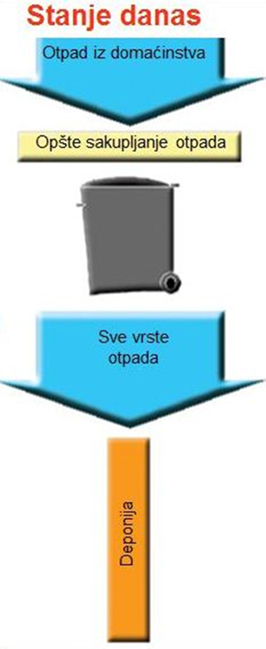 Stanje danas
Otpad iz domaćinstva
Opšte sakupljanje otpada
Sve vrste
otpada
Deponija